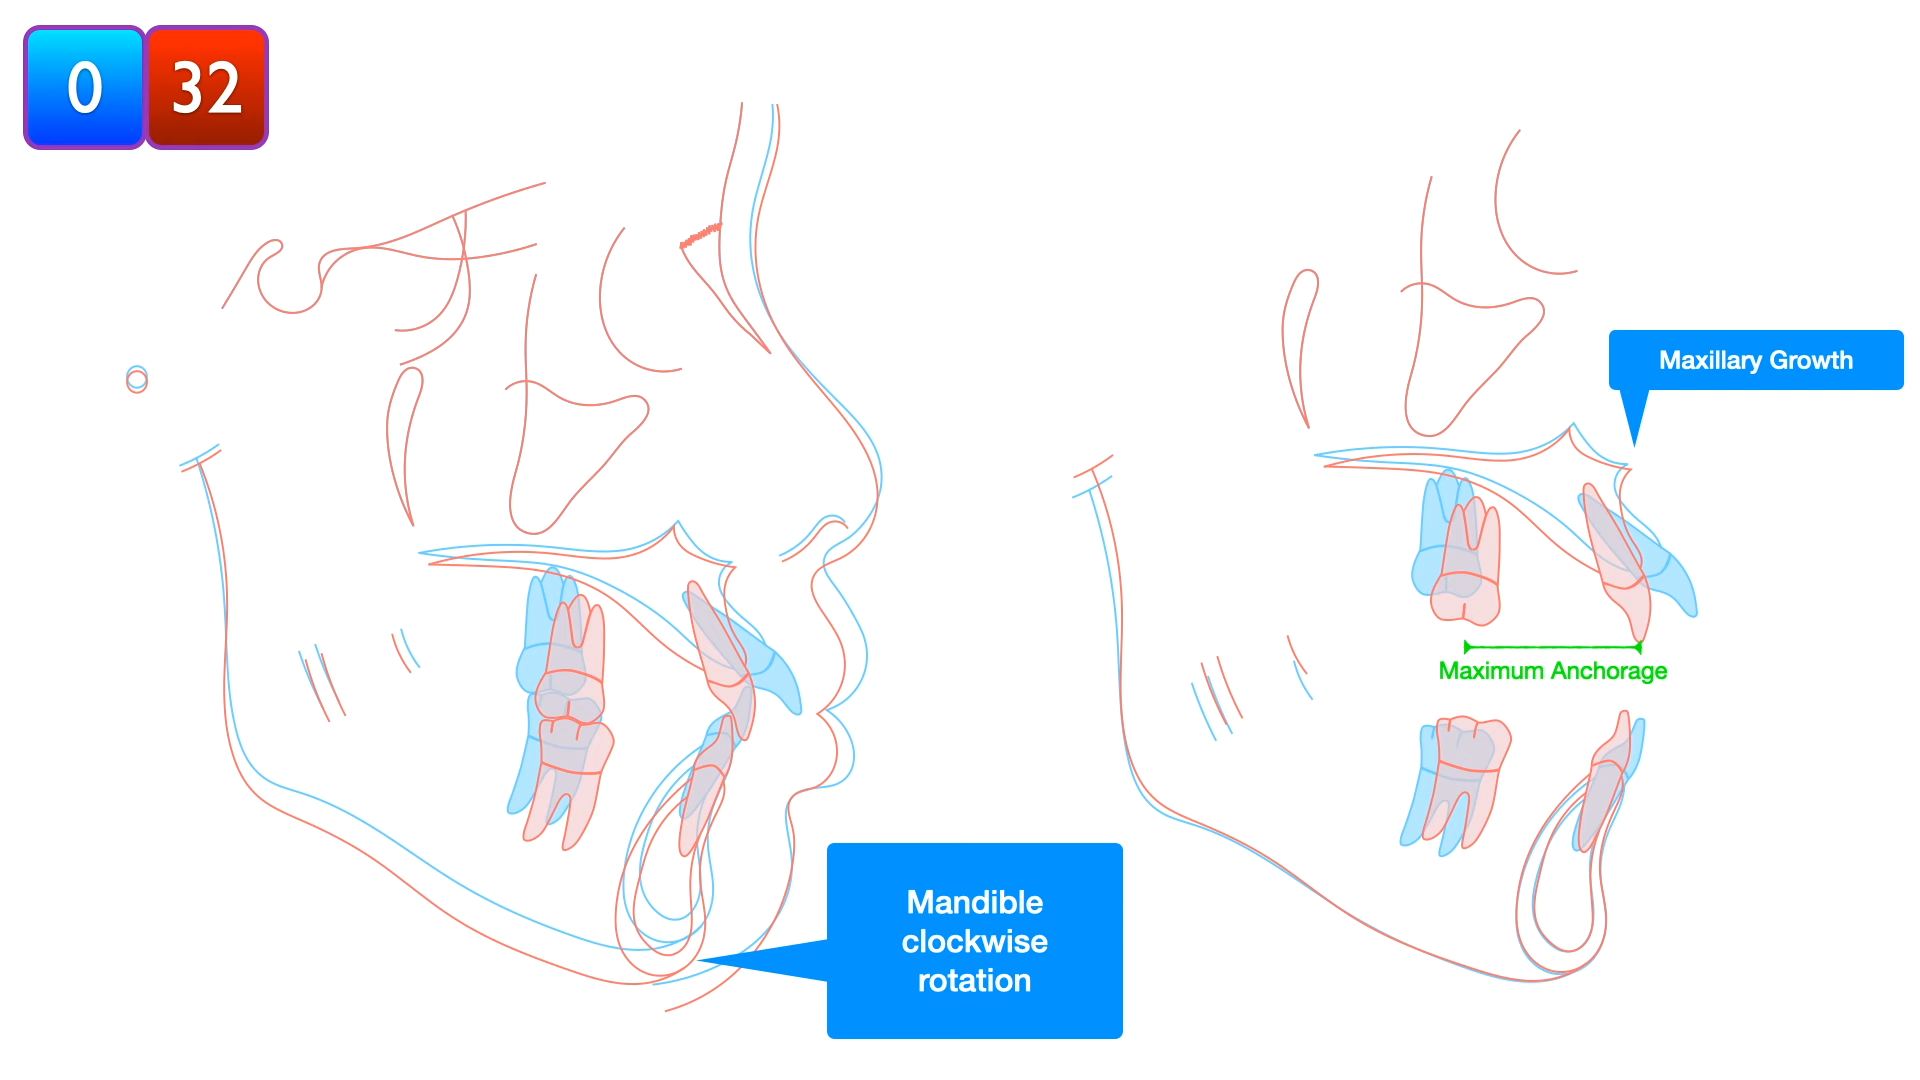 0 32
Maxillary Growth
Maximum Anchorage
Mandible
clockwise
rotation